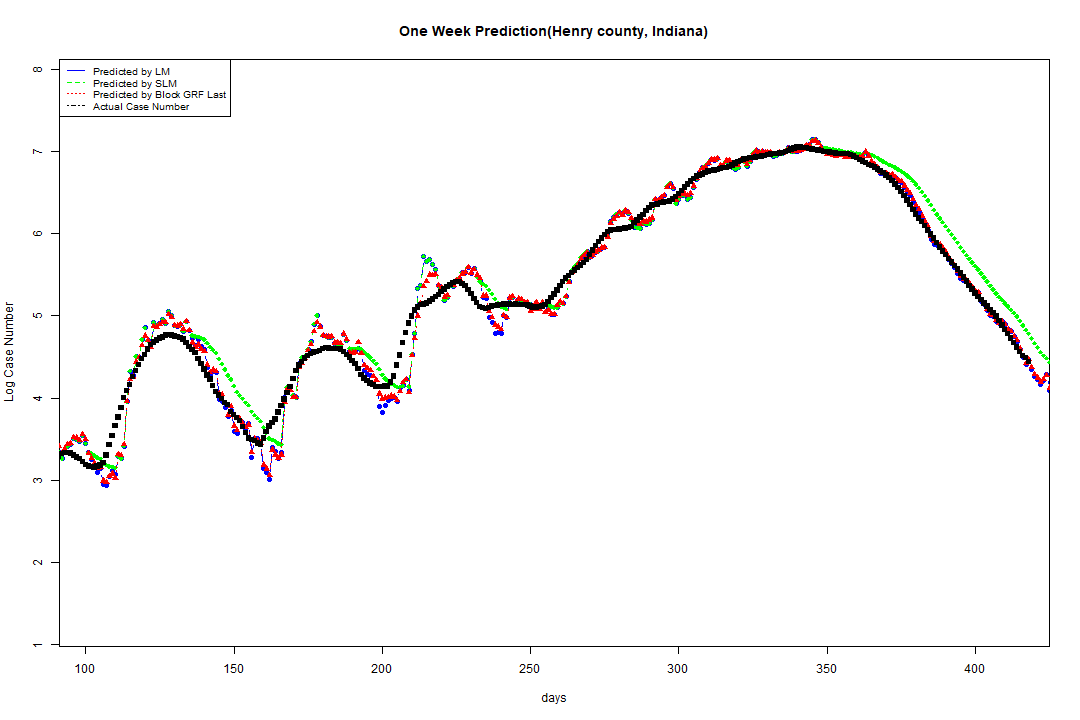 One Week Prediction(Henry county, Indiana)
Predicted by LM
Predicted by SLM
Predicted by Block GRF Last
Actual Case Number
8
7
6
5
4
3
2
1
Log Case Number
100 150 200 250 300 350 400
days